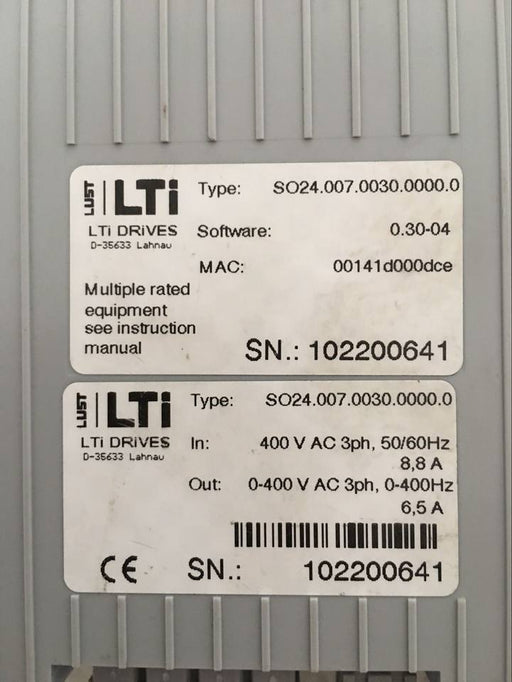 LUST LTi Type: SO24.007.0030.0000.0
LTi DRiVES Software: 0.30-04
D-35633 Lahnau
MAC: 00141d000dce
Multiple rated
equipment
see instruction
manual SN.: 102200641
LUST LTi Type: SO24.007.0030.0000.0
LTi DRiVES In: 400 V AC 3ph, 50/60Hz
D-35633 Lahnau
8,8 A
Out: 0-400 V AC 3ph, 0-400Hz
6,5 A
CE SN.: 102200641